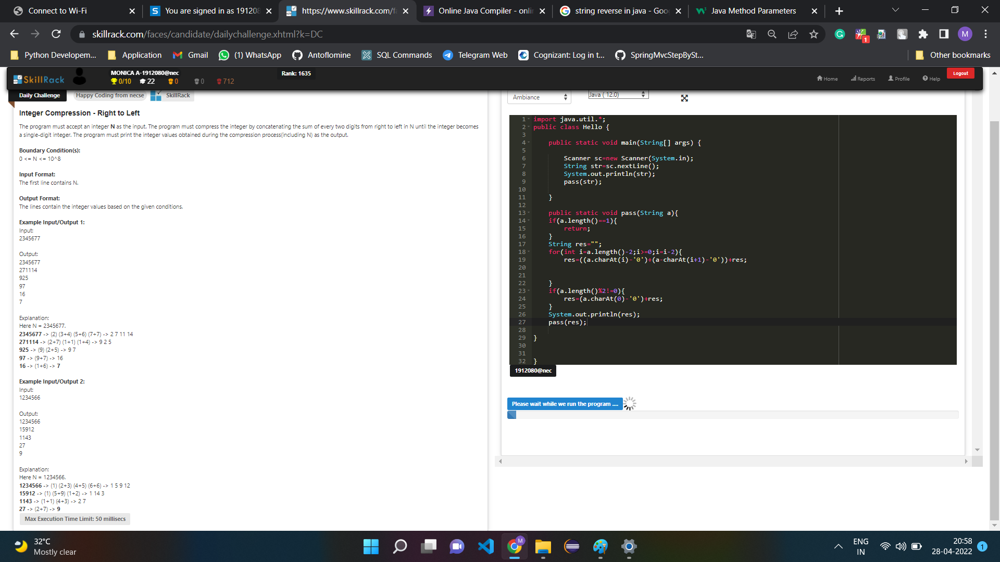 Connect to Wi-Fi
You are signed in as 191208
https://www.skillrack.com/fa
Online Java Compiler - onlin
string reverse in java - Goog
Java Method Parameters
skillrack.com/faces/candidate/dailychallenge.xhtml?k=DC
1
M
Python Developem...
Application
Gmail
(1) WhatsApp
Antoflomine
SQL Commands
Telegram Web
Cognizant: Log in t...
SpringMvcStepBySt...
Other bookmarks
SkillRack
MONICA A-1912080@nec
0/10 22 0 0 712
Rank: 1635
Home
Reports
Profile
Help
Logout
Daily Challenge
Happy Coding from necse
SkillRack
Integer Compression - Right to Left
The program must accept an integer N as the input. The program must compress the integer by concatenating the sum of every two digits from right to left in N until the integer becomes
a single-digit integer. The program must print the integer values obtained during the compression process(including N) as the output.
Boundary Condition(s):
0 <= N <= 10^8
Input Format:
The first line contains N.
Output Format:
The lines contain the integer values based on the given conditions.
Example Input/Output 1:
Input:
2345677
Output:
2345677
271114
925
97
16
7
Explanation:
Here N = 2345677.
2345677 -> (2) (3+4) (5+6) (7+7) -> 2 7 11 14
271114 -> (2+7) (1+1) (1+4) -> 9 2 5
925 -> (9) (2+5) -> 9 7
97 -> (9+7) -> 16
16 -> (1+6) -> 7
Example Input/Output 2:
Input:
1234566
Output:
1234566
15912
1143
27
9
Explanation:
Here N = 1234566.
1234566 -> (1) (2+3) (4+5) (6+6) -> 1 5 9 12
15912 -> (1) (5+9) (1+2) -> 1 14 3
1143 -> (1+1) (4+3) -> 2 7
27 -> (2+7) -> 9
Max Execution Time Limit: 50 millisecs
Ambiance
Java ( 12.0)
1 import java.util.*;
2 public class Hello {
3
4 public static void main(String[] args) {
5
6 Scanner sc=new Scanner(System.in);
7 String str=sc.nextLine();
8 System.out.println(str);
9 pass(str);
10
11 }
12
13 public static void pass(String a){
14 if(a.length()==1){
15 return;
16 }
17 String res="";
18 for(int i=a.length()-2;i>=0;i=i-2){
19 res=((a.charAt(i)-'0')+(a-charAt(i+1)-'0'))+res;
20
21
22 }
23 if(a.length()%2!=0){
24 res=(a.charAt(0)-'0')+res;
25 }
26 System.out.println(res);
27 pass(res);
28
29 }
30
31
32 }
1912080@nec
Please wait while we run the program ....
32°C
Mostly clear
M
ENG
IN
20:58
28-04-2022
1